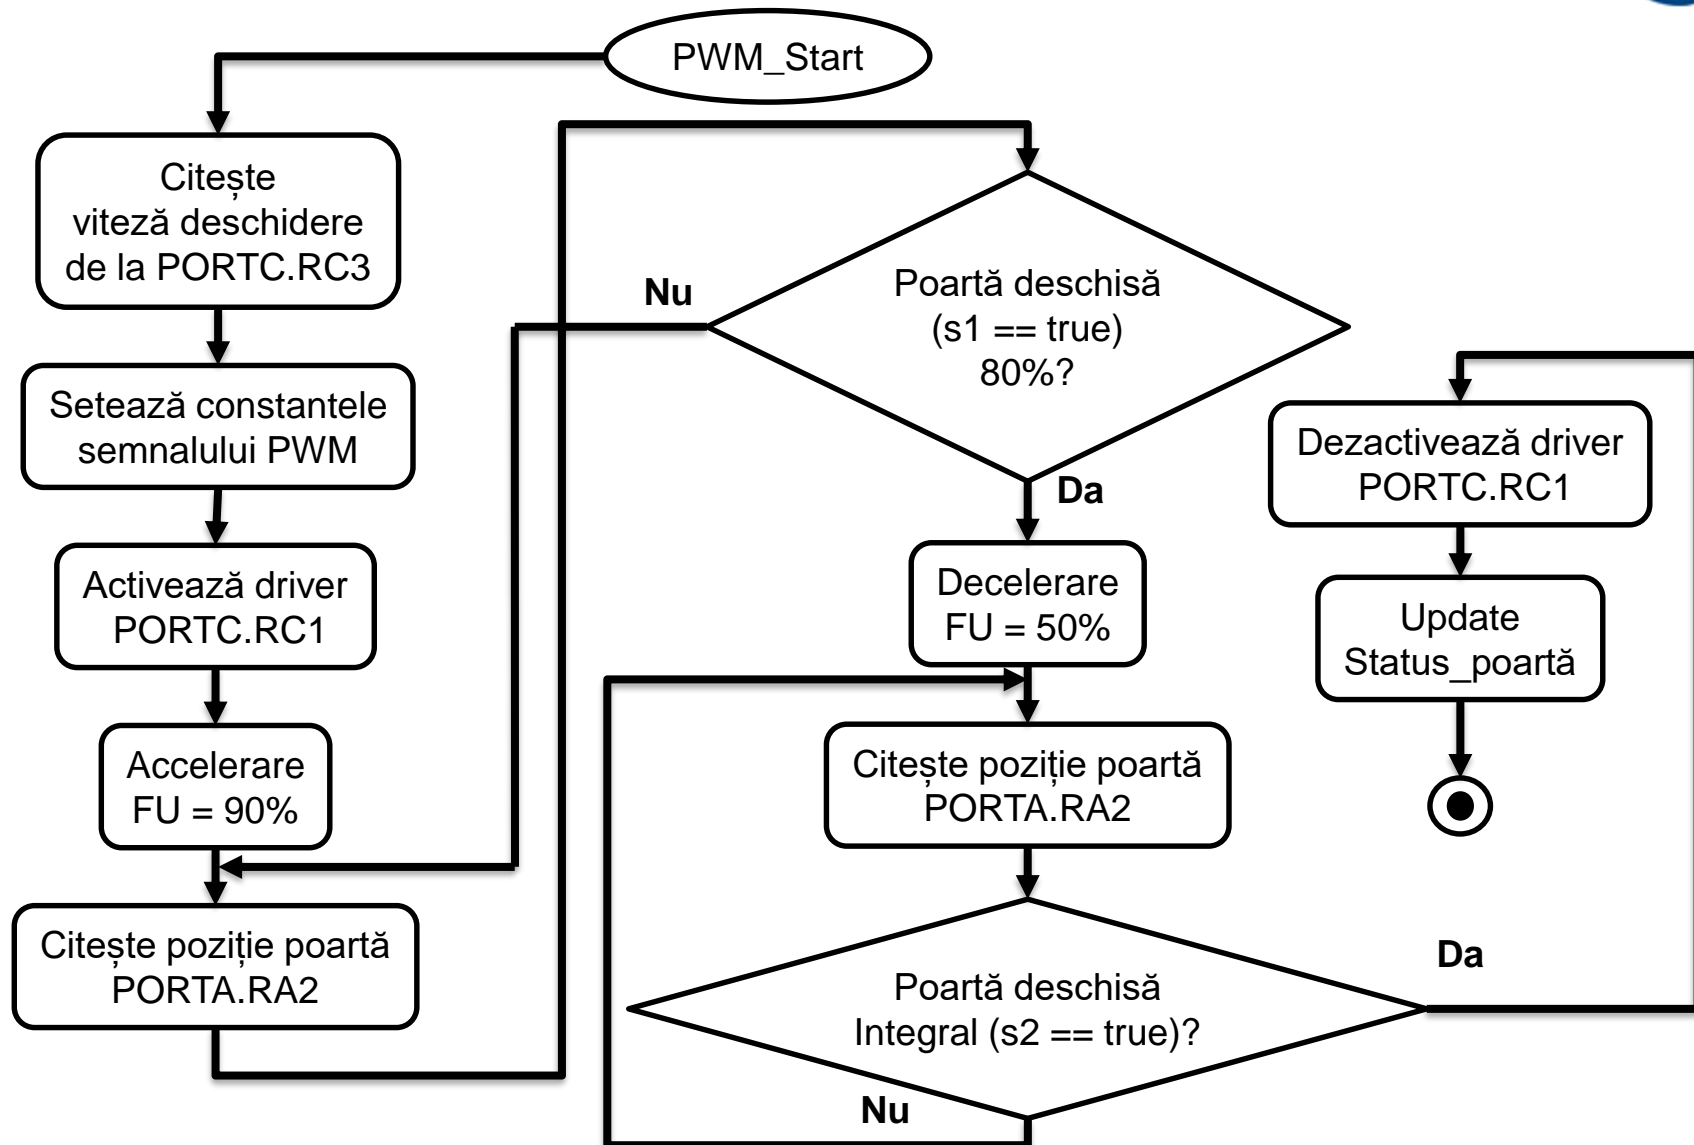 PWM_Start
Citește
viteză deschidere
de la PORTC.RC3
Setează constantele
semnalului PWM
Activează driver
PORTC.RC1
Accelerare
FU = 90%
Citește poziție poartă
PORTA.RA2
Poartă deschisă
(s1 == true)
80%?
Nu
Da
Decelerare
FU = 50%
Citește poziție poartă
PORTA.RA2
Poartă deschisă
Integral (s2 == true)?
Nu
Da
Dezactivează driver
PORTC.RC1
Update
Status_poartă